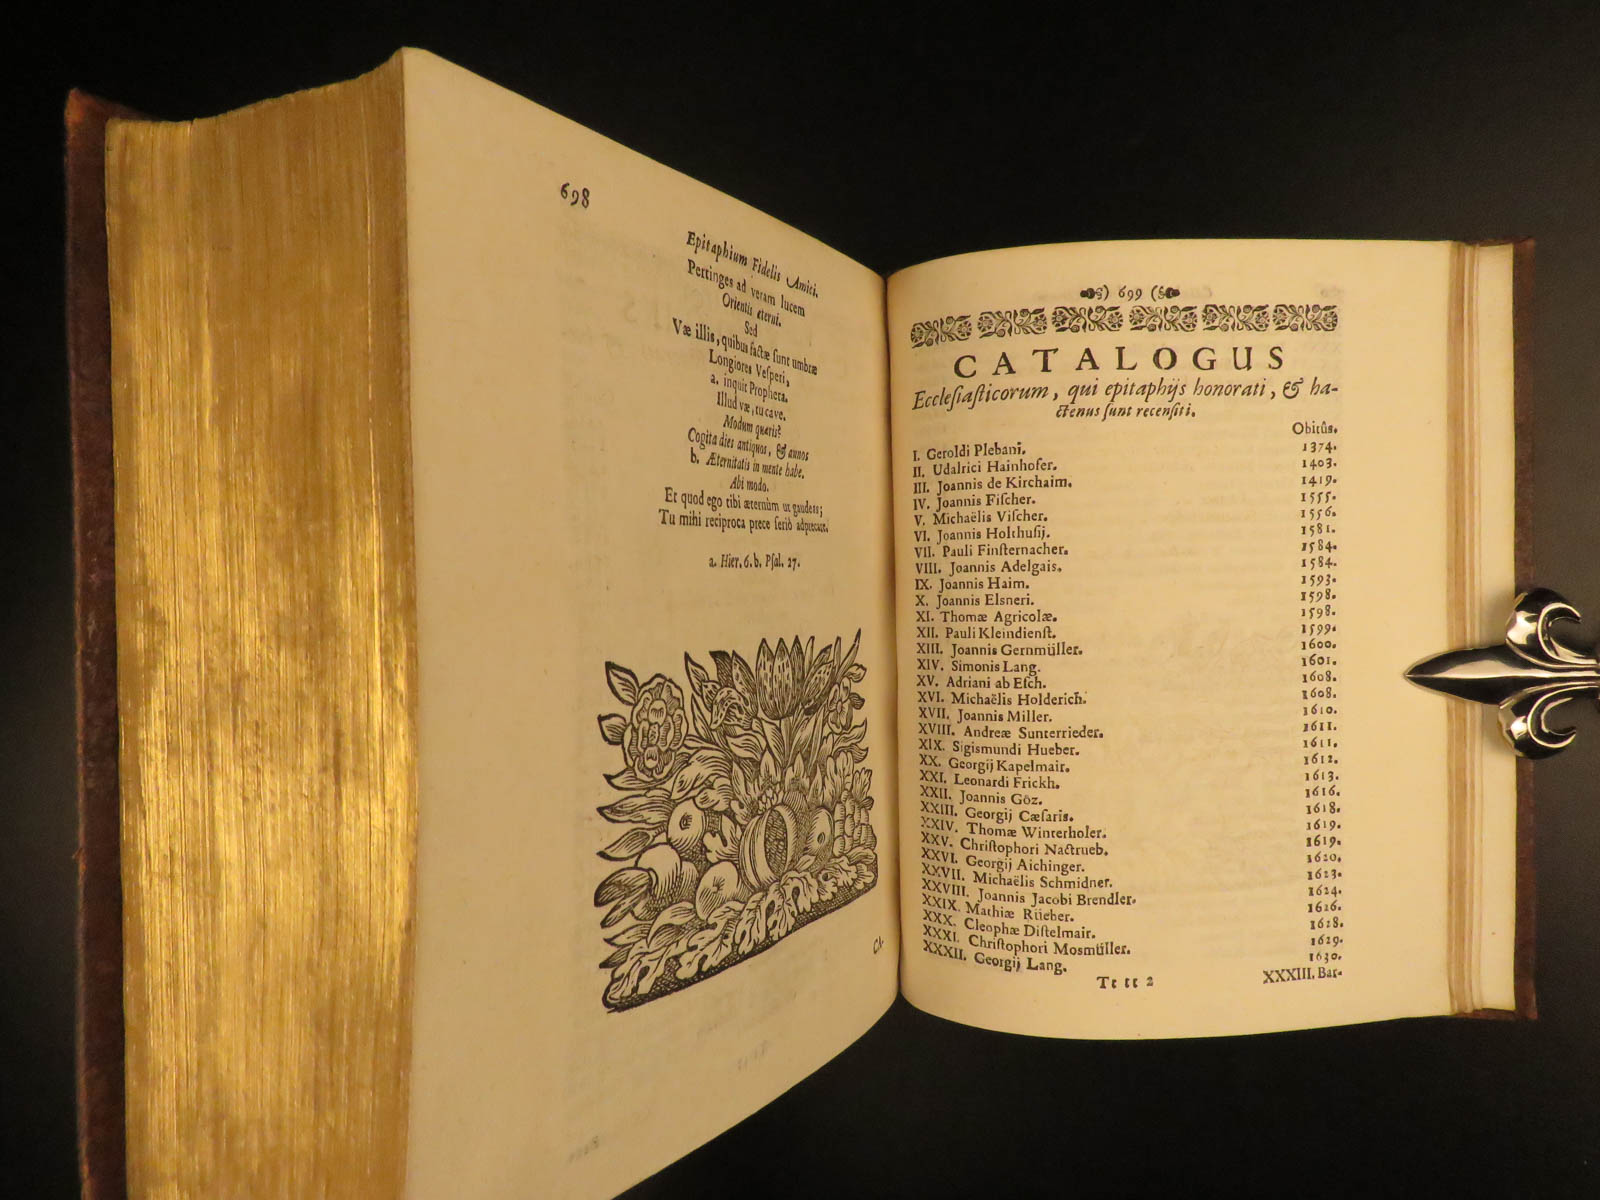 698
Epitaphium Fidelis Amici.
Pertinges ad veram lucem
Orientis æterni.
Sed
Væ illis, quibus factæ ſunt umbræ
Longiores Veſperi,
a. inquit Propheta.
Illud væ, tu cave.
Modum quæris?
Cogita dies antiquos, & annos
b. Æternitatis in mente habe.
Abi modo.
Et quod ego tibi æternùm ut gaudeas;
Tu mihi reciproca prece ſeriò adprecare.
a. Hier. 6. b. Pſal. 27.
) 699 (
CATALOGUS
Eccleſiaſticorum, qui epitaphijs honorati, & ha-
ctenus ſunt recenſiti.
Obitûs.
I. Geroldi Plebani. 1374.
II. Udalrici Hainhofer. 1403.
III. Joannis de Kirchaim. 1419.
IV. Joannis Fiſcher. 1555.
V. Michaëlis Viſcher. 1556.
VI. Joannis Holthuſij. 1581.
VII. Pauli Finſternacher. 1584.
VIII. Joannis Adelgais. 1584.
IX. Joannis Haim. 1593.
X. Joannis Elsneri. 1598.
XI. Thomæ Agricolæ. 1598.
XII. Pauli Kleindienſt. 1599.
XIII. Joannis Gernmüller. 1600.
XIV. Simonis Lang. 1601.
XV. Adriani ab Eſch. 1608.
XVI. Michaëlis Holderich. 1608.
XVII. Joannis Miller. 1610.
XVIII. Andreæ Sunterrieder. 1611.
XIX. Sigismundi Hueber. 1611.
XX. Georgij Kapelmair. 1612.
XXI. Leonardi Frickh. 1613.
XXII. Joannis Göz. 1616.
XXIII. Georgij Cæſaris. 1618.
XXIV. Thomæ Winterholer. 1619.
XXV. Chriſtophori Nactrueb. 1619.
XXVI. Georgij Aichinger. 1620.
XXVII. Michaëlis Schmidner. 1623.
XXVIII. Joannis Jacobi Brendler. 1624.
XXIX. Mathiæ Rüeher. 1626.
XXX. Cleophæ Diſtelmair. 1628.
XXXI. Chriſtophori Mosmüller. 1629.
XXXII. Georgij Lang. 1630.
Tt tt 2
XXXIII. Bar-